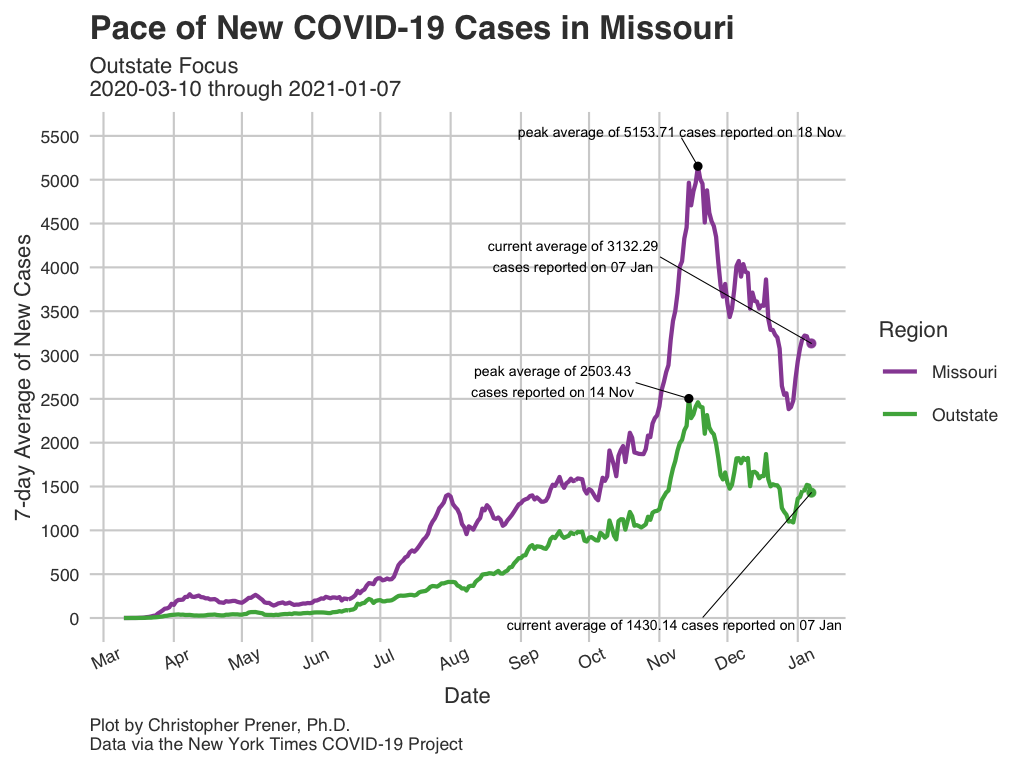 Pace of New COVID-19 Cases in Missouri
Outstate Focus
2020-03-10 through 2021-01-07
peak average of 5153.71 cases reported on 18 Nov
current average of 3132.29
cases reported on 07 Jan
peak average of 2503.43
cases reported on 14 Nov
current average of 1430.14 cases reported on 07 Jan
7-day Average of New Cases
5500
5000
4500
4000
3500
3000
2500
2000
1500
1000
500
0
Mar
Apr
May
Jun
Jul
Aug
Sep
Oct
Nov
Dec
Jan
Date
Region
Missouri
Outstate
Plot by Christopher Prener, Ph.D.
Data via the New York Times COVID-19 Project